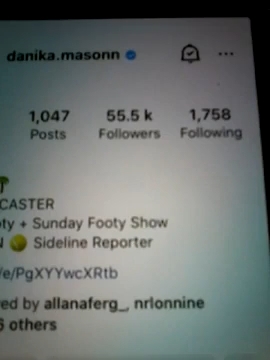 danika.masonn
1,047 55.5 k 1,758
Posts Followers Following
CASTER
ty + Sunday Footy Show
Sideline Reporter
/e/PgXYYwcXRtb
ed by allanaferg_, nrlonnine
others